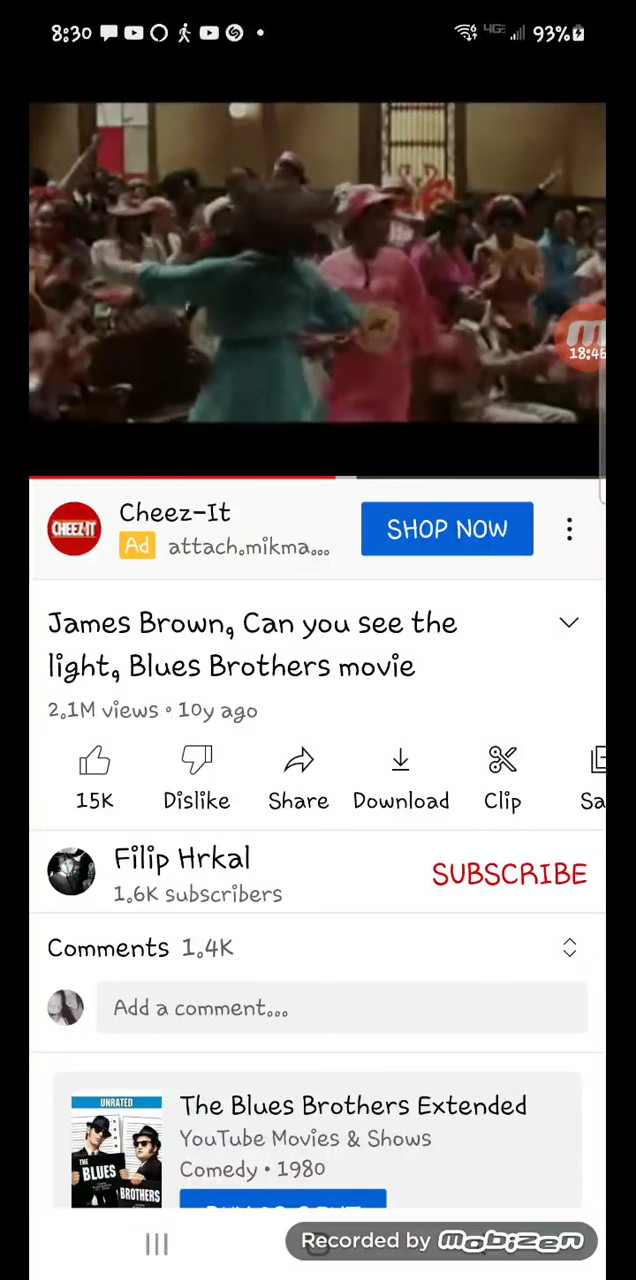 8:30 4GE 93%
18:46
CHEEZ-IT
Cheez-It
Ad attach.mikma...
SHOP NOW
James Brown, Can you see the
light, Blues Brothers movie
2.1M views • 10y ago
15K Dislike Share Download Clip Sa
Filip Hrkal
1.6K subscribers
SUBSCRIBE
Comments 1.4K
Add a comment...
UNRATED
THE
BLUES
BROTHERS
The Blues Brothers Extended
YouTube Movies & Shows
Comedy • 1980
Recorded by mobizen